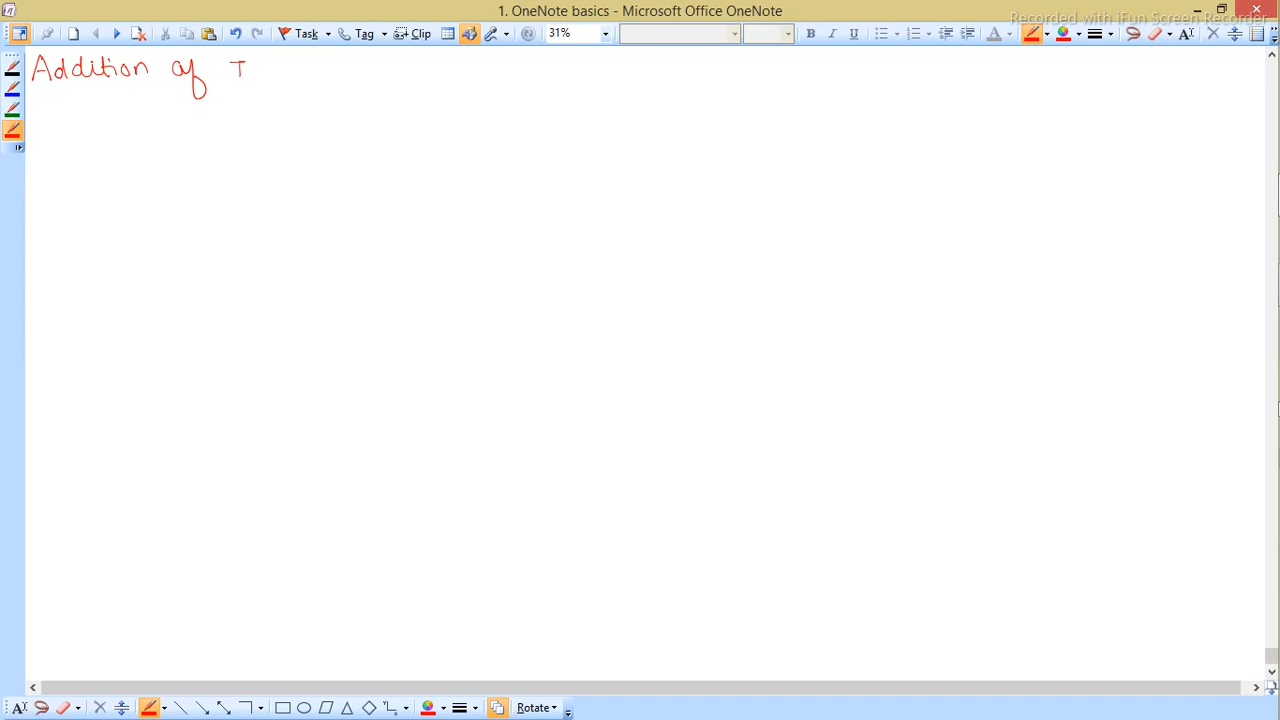 1. OneNote basics - Microsoft Office OneNote
Recorded with iFun Screen Recorder
Task Tag Clip 31% B I U A A
Addition of T
A Rotate